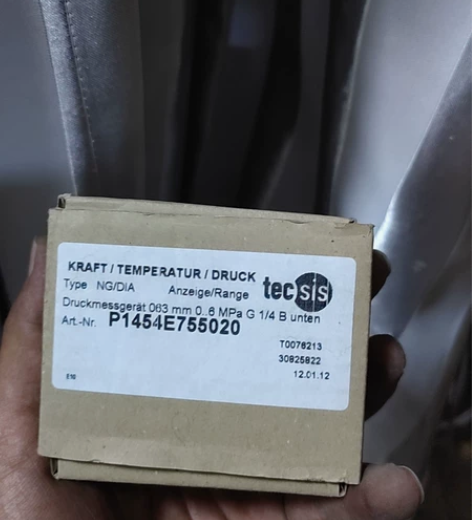 KRAFT / TEMPERATUR / DRUCK
tecsis
Type NG/DIA Anzeige/Range
Druckmessgerät 063 mm 0..6 MPa G 1/4 B unten
Art.-Nr. P1454E755020
T0076213
30825822
12.01.12
E10